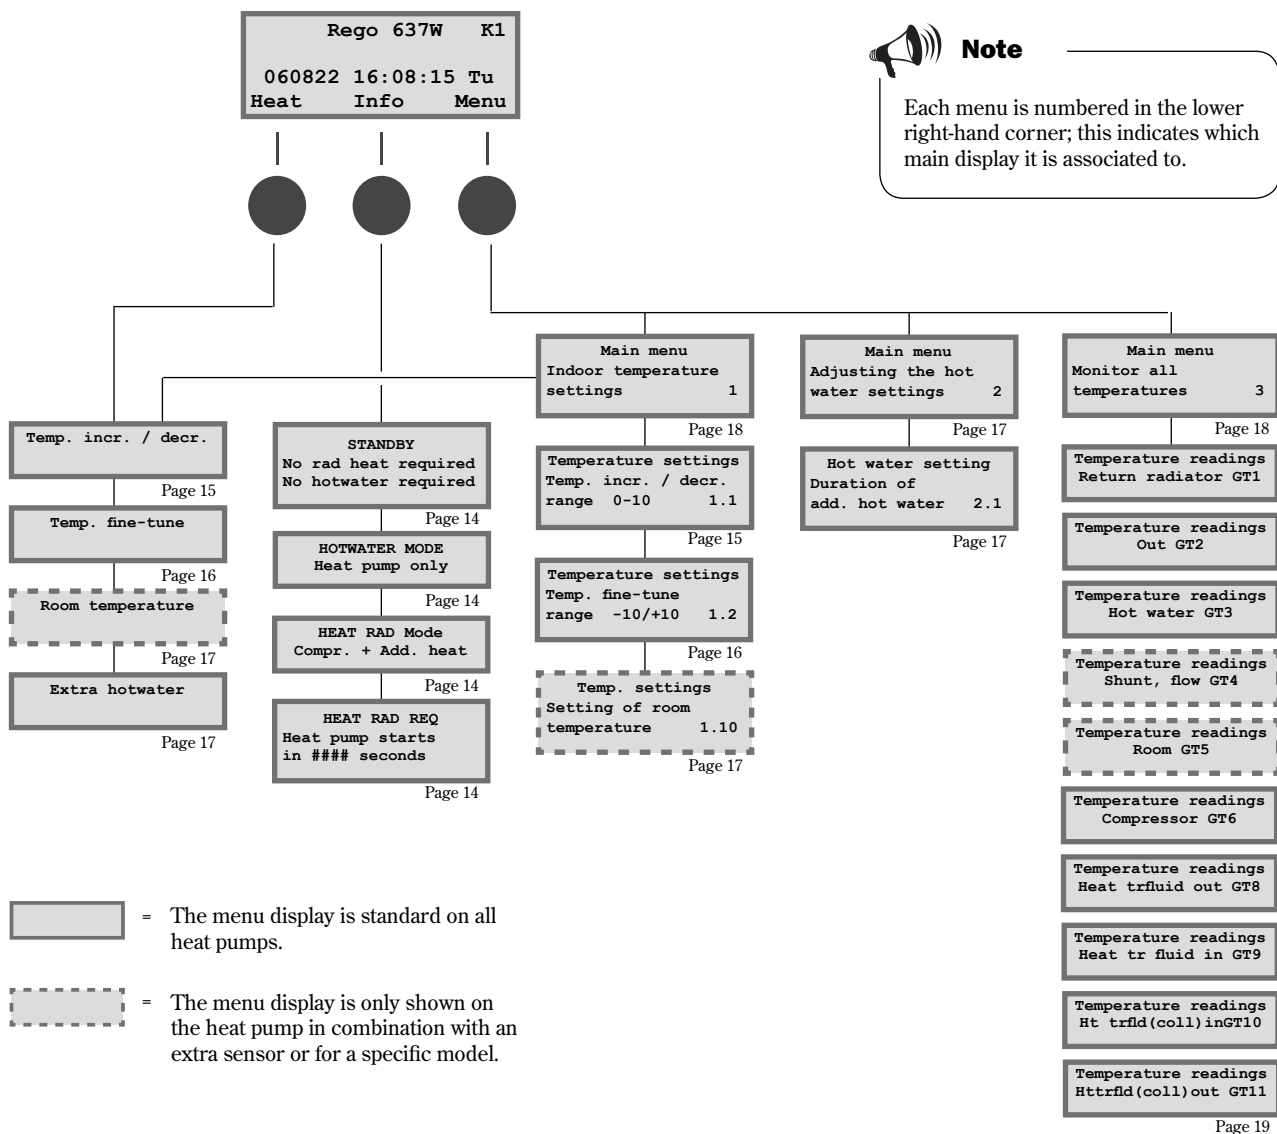 Rego 637W K1
060822 16:08:15 Tu
Heat Info Menu
Note
Each menu is numbered in the lower
right-hand corner; this indicates which
main display it is associated to.
Temp. incr. / decr.
Page 15
Temp. fine-tune
Page 16
Room temperature
Page 17
Extra hotwater
Page 17
STANDBY
No rad heat required
No hotwater required
Page 14
HOTWATER MODE
Heat pump only
Page 14
HEAT RAD Mode
Compr. + Add. heat
Page 14
HEAT RAD REQ
Heat pump starts
in #### seconds
Page 14
Main menu
Indoor temperature
settings 1
Page 18
Temperature settings
Temp. incr. / decr.
range 0-10 1.1
Page 15
Temperature settings
Temp. fine-tune
range -10/+10 1.2
Page 16
Temp. settings
Setting of room
temperature 1.10
Page 17
Main menu
Adjusting the hot
water settings 2
Page 17
Hot water setting
Duration of
add. hot water 2.1
Page 17
Main menu
Monitor all
temperatures 3
Page 18
Temperature readings
Return radiator GT1
Temperature readings
Out GT2
Temperature readings
Hot water GT3
Temperature readings
Shunt, flow GT4
Temperature readings
Room GT5
Temperature readings
Compressor GT6
Temperature readings
Heat trfluid out GT8
Temperature readings
Heat tr fluid in GT9
Temperature readings
Ht trfld(coll)inGT10
Temperature readings
Httrfld(coll)out GT11
Page 19
= The menu display is standard on all
heat pumps.
= The menu display is only shown on
the heat pump in combination with an
extra sensor or for a specific model.